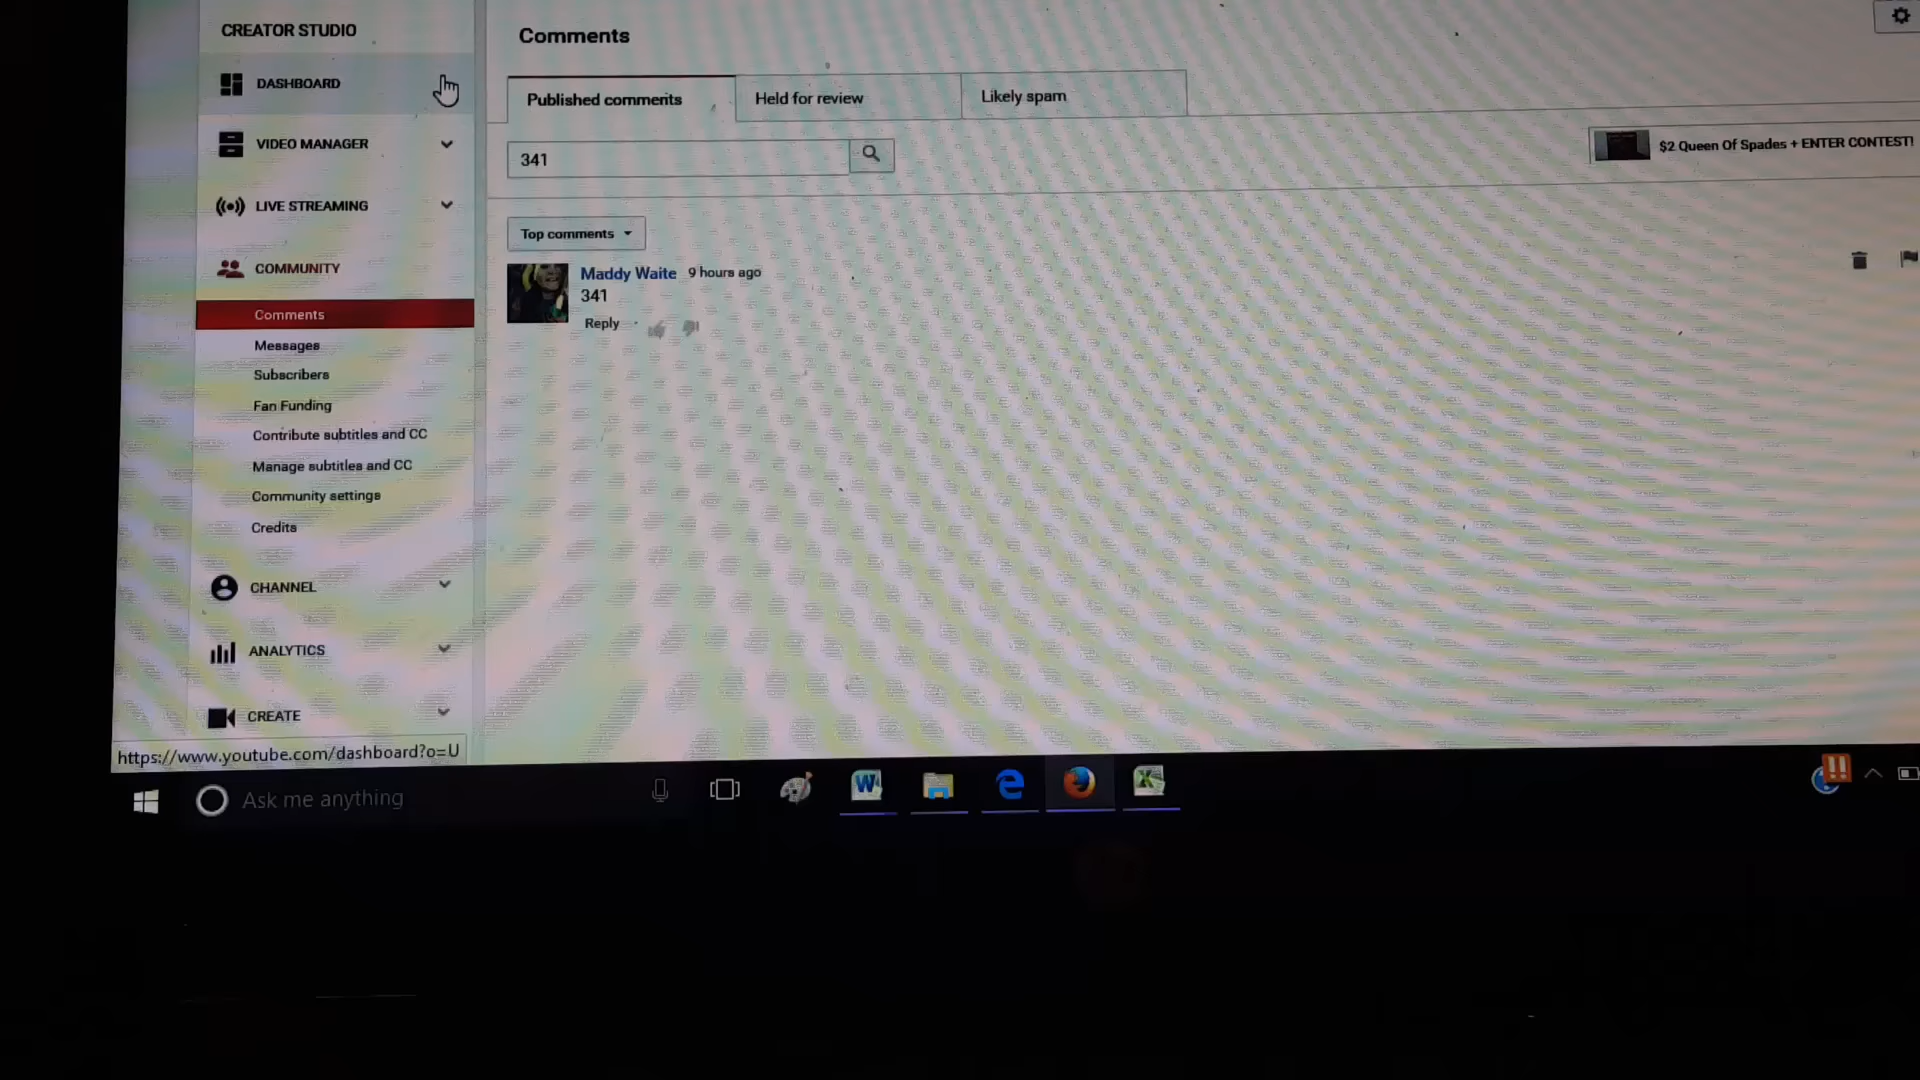 CREATOR STUDIO
DASHBOARD
VIDEO MANAGER
LIVE STREAMING
COMMUNITY
Comments
Messages
Subscribers
Fan Funding
Contribute subtitles and CC
Manage subtitles and CC
Community settings
Credits
CHANNEL
ANALYTICS
CREATE
https://www.youtube.com/dashboard?o=U
Comments
Published comments
Held for review
Likely spam
341
$2 Queen Of Spades + ENTER CONTEST!
Top comments
Maddy Waite 9 hours ago
341
Reply
Ask me anything